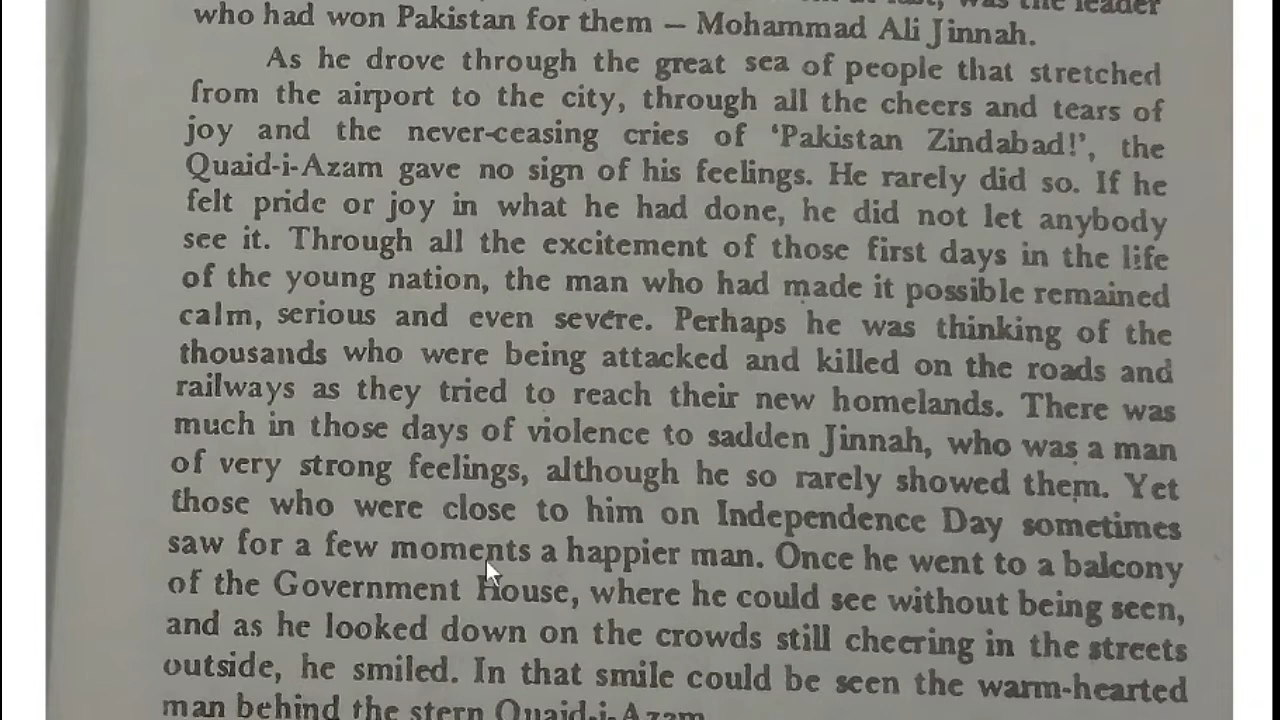 was the leader
who had won Pakistan for them — Mohammad Ali Jinnah.
As he drove through the great sea of people that stretched
from the airport to the city, through all the cheers and tears of
joy and the never-ceasing cries of ‘Pakistan Zindabad!’, the
Quaid-i-Azam gave no sign of his feelings. He rarely did so. If he
felt pride or joy in what he had done, he did not let anybody
see it. Through all the excitement of those first days in the life
of the young nation, the man who had made it possible remained
calm, serious and even severe. Perhaps he was thinking of the
thousands who were being attacked and killed on the roads and
railways as they tried to reach their new homelands. There was
much in those days of violence to sadden Jinnah, who was a man
of very strong feelings, although he so rarely showed them. Yet
those who were close to him on Independence Day sometimes
saw for a few moments a happier man. Once he went to a balcony
of the Government House, where he could see without being seen,
and as he looked down on the crowds still cheering in the streets
outside, he smiled. In that smile could be seen the warm-hearted
man behind the stern Quaid-i-Azam